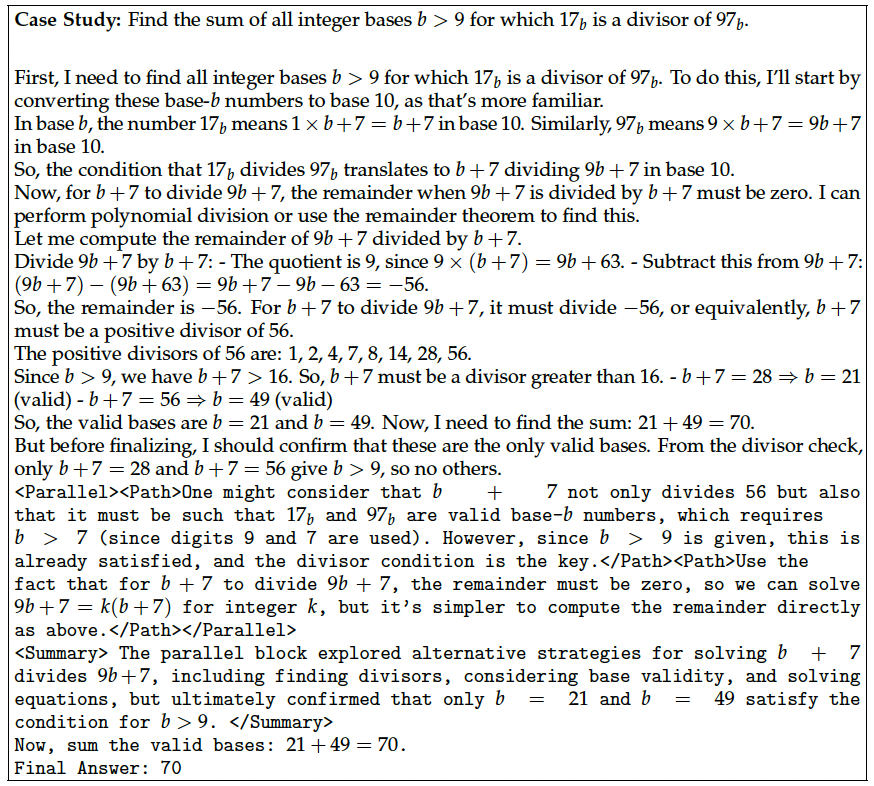 Case Study: Find the sum of all integer bases b > 9 for which 17_b is a divisor of 97_b.
First, I need to find all integer bases b > 9 for which 17_b is a divisor of 97_b. To do this, I'll start by
converting these base-b numbers to base 10, as that's more familiar.
In base b, the number 17_b means 1 × b + 7 = b + 7 in base 10. Similarly, 97_b means 9 × b + 7 = 9b + 7
in base 10.
So, the condition that 17_b divides 97_b translates to b + 7 dividing 9b + 7 in base 10.
Now, for b + 7 to divide 9b + 7, the remainder when 9b + 7 is divided by b + 7 must be zero. I can
perform polynomial division or use the remainder theorem to find this.
Let me compute the remainder of 9b + 7 divided by b + 7.
Divide 9b + 7 by b + 7: - The quotient is 9, since 9 × (b + 7) = 9b + 63. - Subtract this from 9b + 7:
(9b + 7) − (9b + 63) = 9b + 7 − 9b − 63 = −56.
So, the remainder is −56. For b + 7 to divide 9b + 7, it must divide −56, or equivalently, b + 7
must be a positive divisor of 56.
The positive divisors of 56 are: 1, 2, 4, 7, 8, 14, 28, 56.
Since b > 9, we have b + 7 > 16. So, b + 7 must be a divisor greater than 16. - b + 7 = 28 ⇒ b = 21
(valid) - b + 7 = 56 ⇒ b = 49 (valid)
So, the valid bases are b = 21 and b = 49. Now, I need to find the sum: 21 + 49 = 70.
But before finalizing, I should confirm that these are the only valid bases. From the divisor check,
only b + 7 = 28 and b + 7 = 56 give b > 9, so no others.
<Parallel><Path>One might consider that b + 7 not only divides 56 but also
that it must be such that 17_b and 97_b are valid base-b numbers, which requires
b > 7 (since digits 9 and 7 are used). However, since b > 9 is given, this is
already satisfied, and the divisor condition is the key.</Path><Path>Use the
fact that for b + 7 to divide 9b + 7, the remainder must be zero, so we can solve
9b + 7 = k(b + 7) for integer k, but it's simpler to compute the remainder directly
as above.</Path></Parallel>
<Summary> The parallel block explored alternative strategies for solving b + 7
divides 9b + 7, including finding divisors, considering base validity, and solving
equations, but ultimately confirmed that only b = 21 and b = 49 satisfy the
condition for b > 9. </Summary>
Now, sum the valid bases: 21 + 49 = 70.
Final Answer: 70